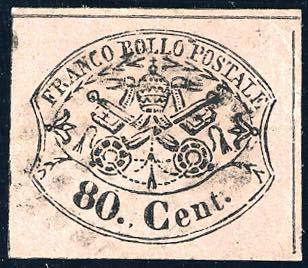 FRANCO BOLLO POSTALE
80., Cent.